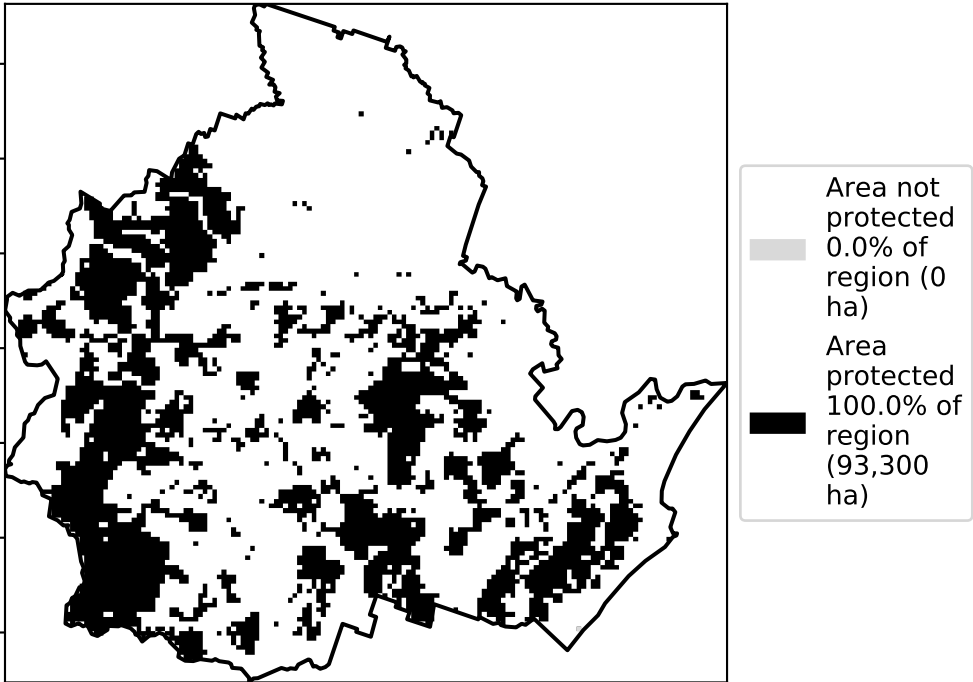 Area not
protected
0.0% of
region (0
ha)
Area
protected
100.0% of
region
(93,300
ha)